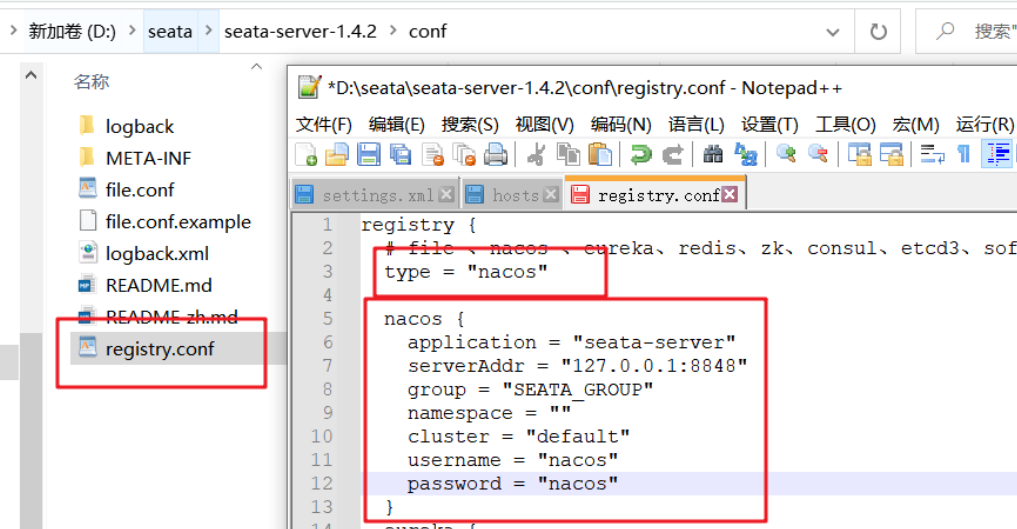 新加卷 (D:) > seata > seata-server-1.4.2 > conf
搜索"
名称
logback
META-INF
file.conf
file.conf.example
logback.xml
README.md
README-zh.md
registry.conf
*D:\seata\seata-server-1.4.2\conf\registry.conf - Notepad++
文件(F) 编辑(E) 搜索(S) 视图(V) 编码(N) 语言(L) 设置(T) 工具(O) 宏(M) 运行(R)
settings.xml hosts registry.conf
1 registry {
2 # file 、nacos 、eureka、redis、zk、consul、etcd3、sof
3 type = "nacos"
4
5 nacos {
6 application = "seata-server"
7 serverAddr = "127.0.0.1:8848"
8 group = "SEATA_GROUP"
9 namespace = ""
10 cluster = "default"
11 username = "nacos"
12 password = "nacos"
13 }
14 eureka {